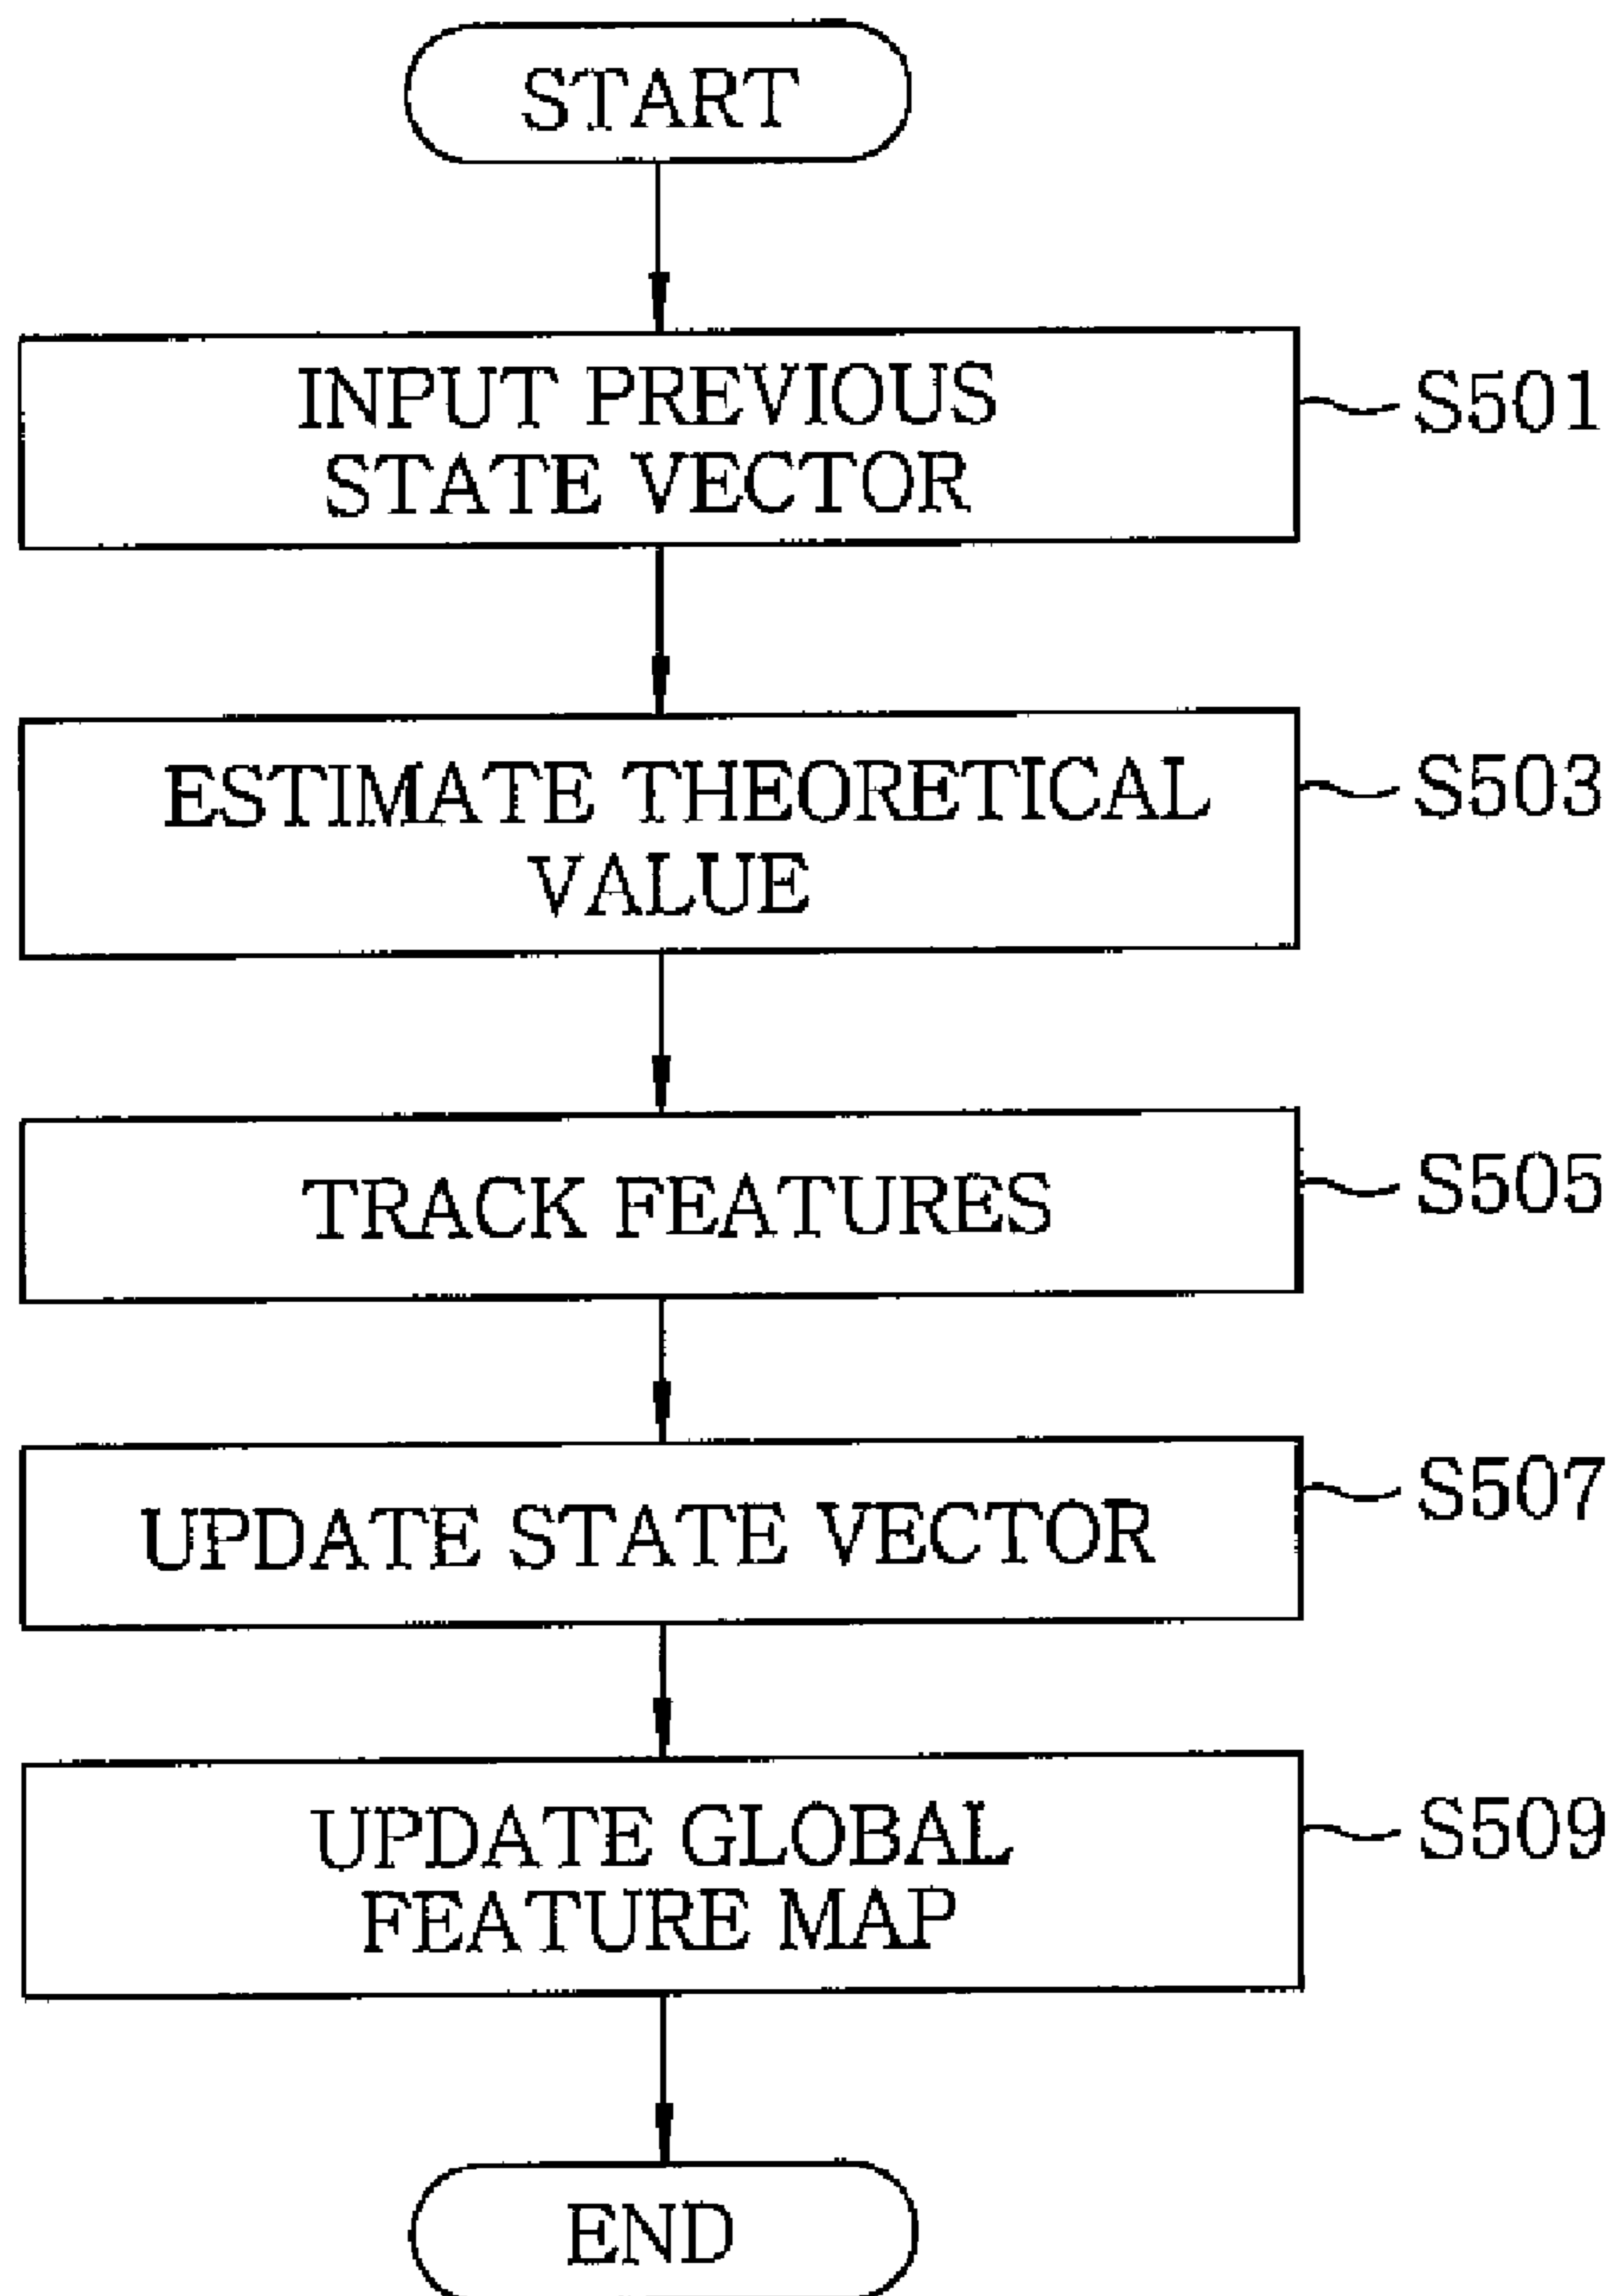 START
INPUT PREVIOUS
STATE VECTOR
S501
ESTIMATE THEORETICAL
VALUE
S503
TRACK FEATURES
S505
UPDATE STATE VECTOR
S507
UPDATE GLOBAL
FEATURE MAP
S509
END